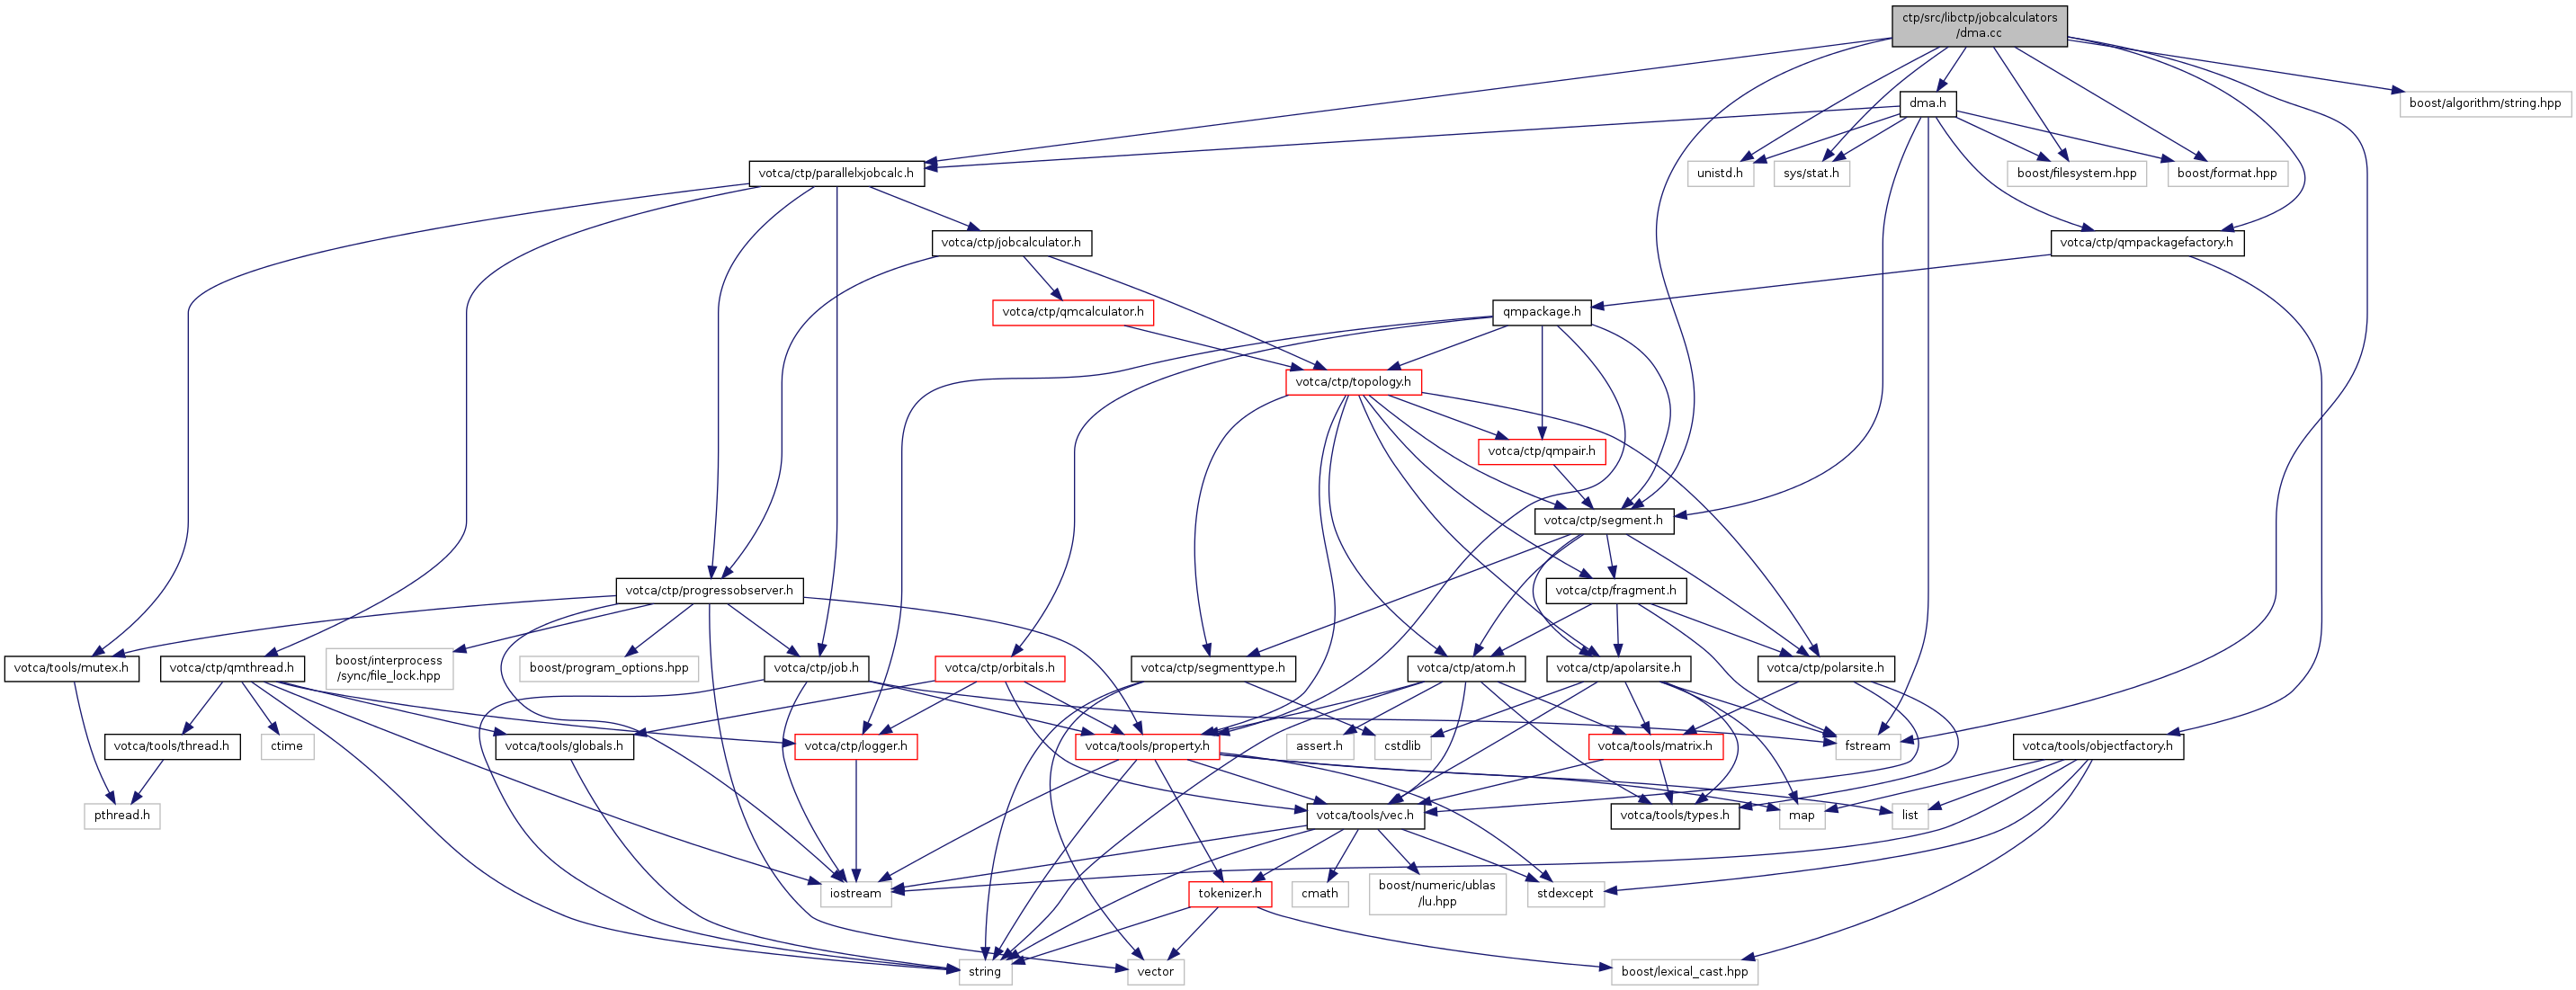 ctp/src/libctp/jobcalculators
/dma.cc
dma.h
boost/algorithm/string.hpp
votca/ctp/parallelxjobcalc.h
unistd.h
sys/stat.h
boost/filesystem.hpp
boost/format.hpp
votca/ctp/jobcalculator.h
votca/ctp/qmpackagefactory.h
votca/ctp/qmcalculator.h
qmpackage.h
votca/ctp/topology.h
votca/ctp/qmpair.h
votca/ctp/segment.h
votca/ctp/progressobserver.h
votca/ctp/fragment.h
votca/tools/mutex.h
votca/ctp/qmthread.h
boost/interprocess
/sync/file_lock.hpp
boost/program_options.hpp
votca/ctp/job.h
votca/ctp/orbitals.h
votca/ctp/segmenttype.h
votca/ctp/atom.h
votca/ctp/apolarsite.h
votca/ctp/polarsite.h
votca/tools/thread.h
ctime
votca/tools/globals.h
votca/ctp/logger.h
votca/tools/property.h
assert.h
cstdlib
votca/tools/matrix.h
fstream
votca/tools/objectfactory.h
pthread.h
votca/tools/vec.h
votca/tools/types.h
map
list
iostream
tokenizer.h
cmath
boost/numeric/ublas
/lu.hpp
stdexcept
string
vector
boost/lexical_cast.hpp